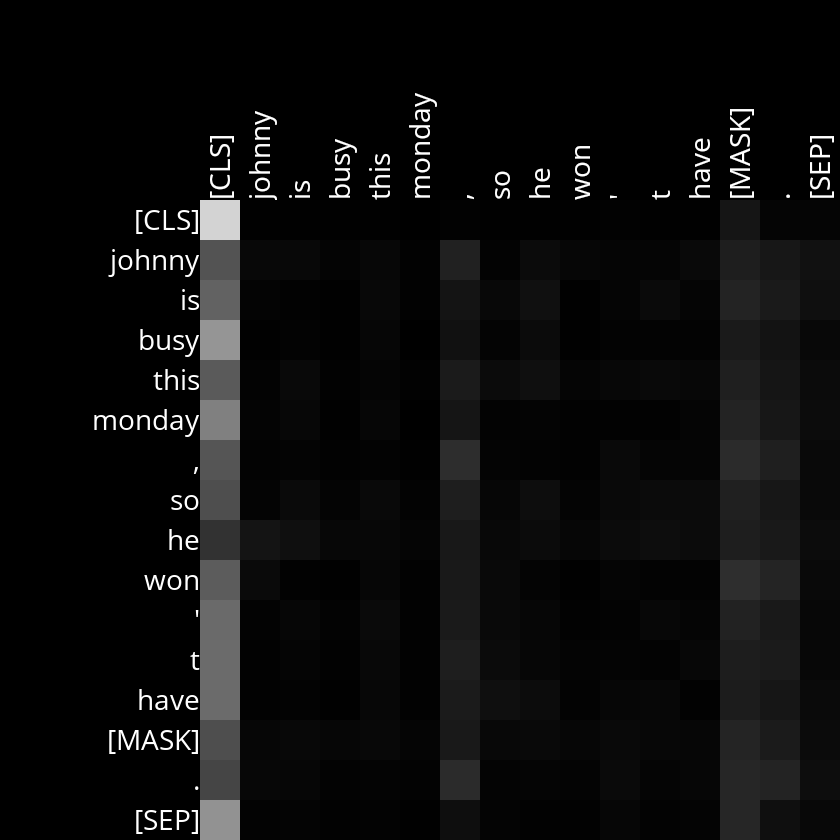 [CLS] johnny is busy this monday , so he won ' t have [MASK] . [SEP]
[CLS]
johnny
is
busy
this
monday
,
so
he
won
'
t
have
[MASK]
.
[SEP]